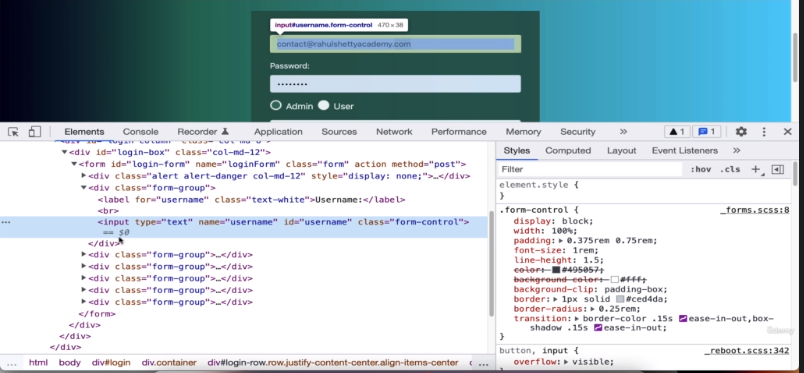 input#username.form-control 470 × 38
contact@rahulshettyacademy.com
Password:
••••••••
Admin User
Elements Console Recorder Application Sources Network Performance Memory Security » 1 1
<div id="login-box" class="col-md-12">
<form id="login-form" name="loginForm" class="form" action method="post">
<div class="alert alert-danger col-md-12" style="display: none;">…</div>
<div class="form-group">
<label for="username" class="text-white">Username:</label>
<br>
<input type="text" name="username" id="username" class="form-control">
== $0
</div>
<div class="form-group">…</div>
<div class="form-group">…</div>
<div class="form-group">…</div>
<div class="form-group">…</div>
<div class="form-group">…</div>
</form>
</div>
</div>
</div>
… html body div#login div.container div#login-row.row.justify-content-center.align-items-center …
Styles Computed Layout Event Listeners »
Filter :hov .cls +
element.style {
}
.form-control { _forms.scss:8
display: block;
width: 100%;
padding: 0.375rem 0.75rem;
font-size: 1rem;
line-height: 1.5;
color: #495057;
background-color: #fff;
background-clip: padding-box;
border: 1px solid #ced4da;
border-radius: 0.25rem;
transition: border-color .15s ease-in-out,box-
shadow .15s ease-in-out;
}
button, input { _reboot.scss:342
overflow: visible;
Udemy